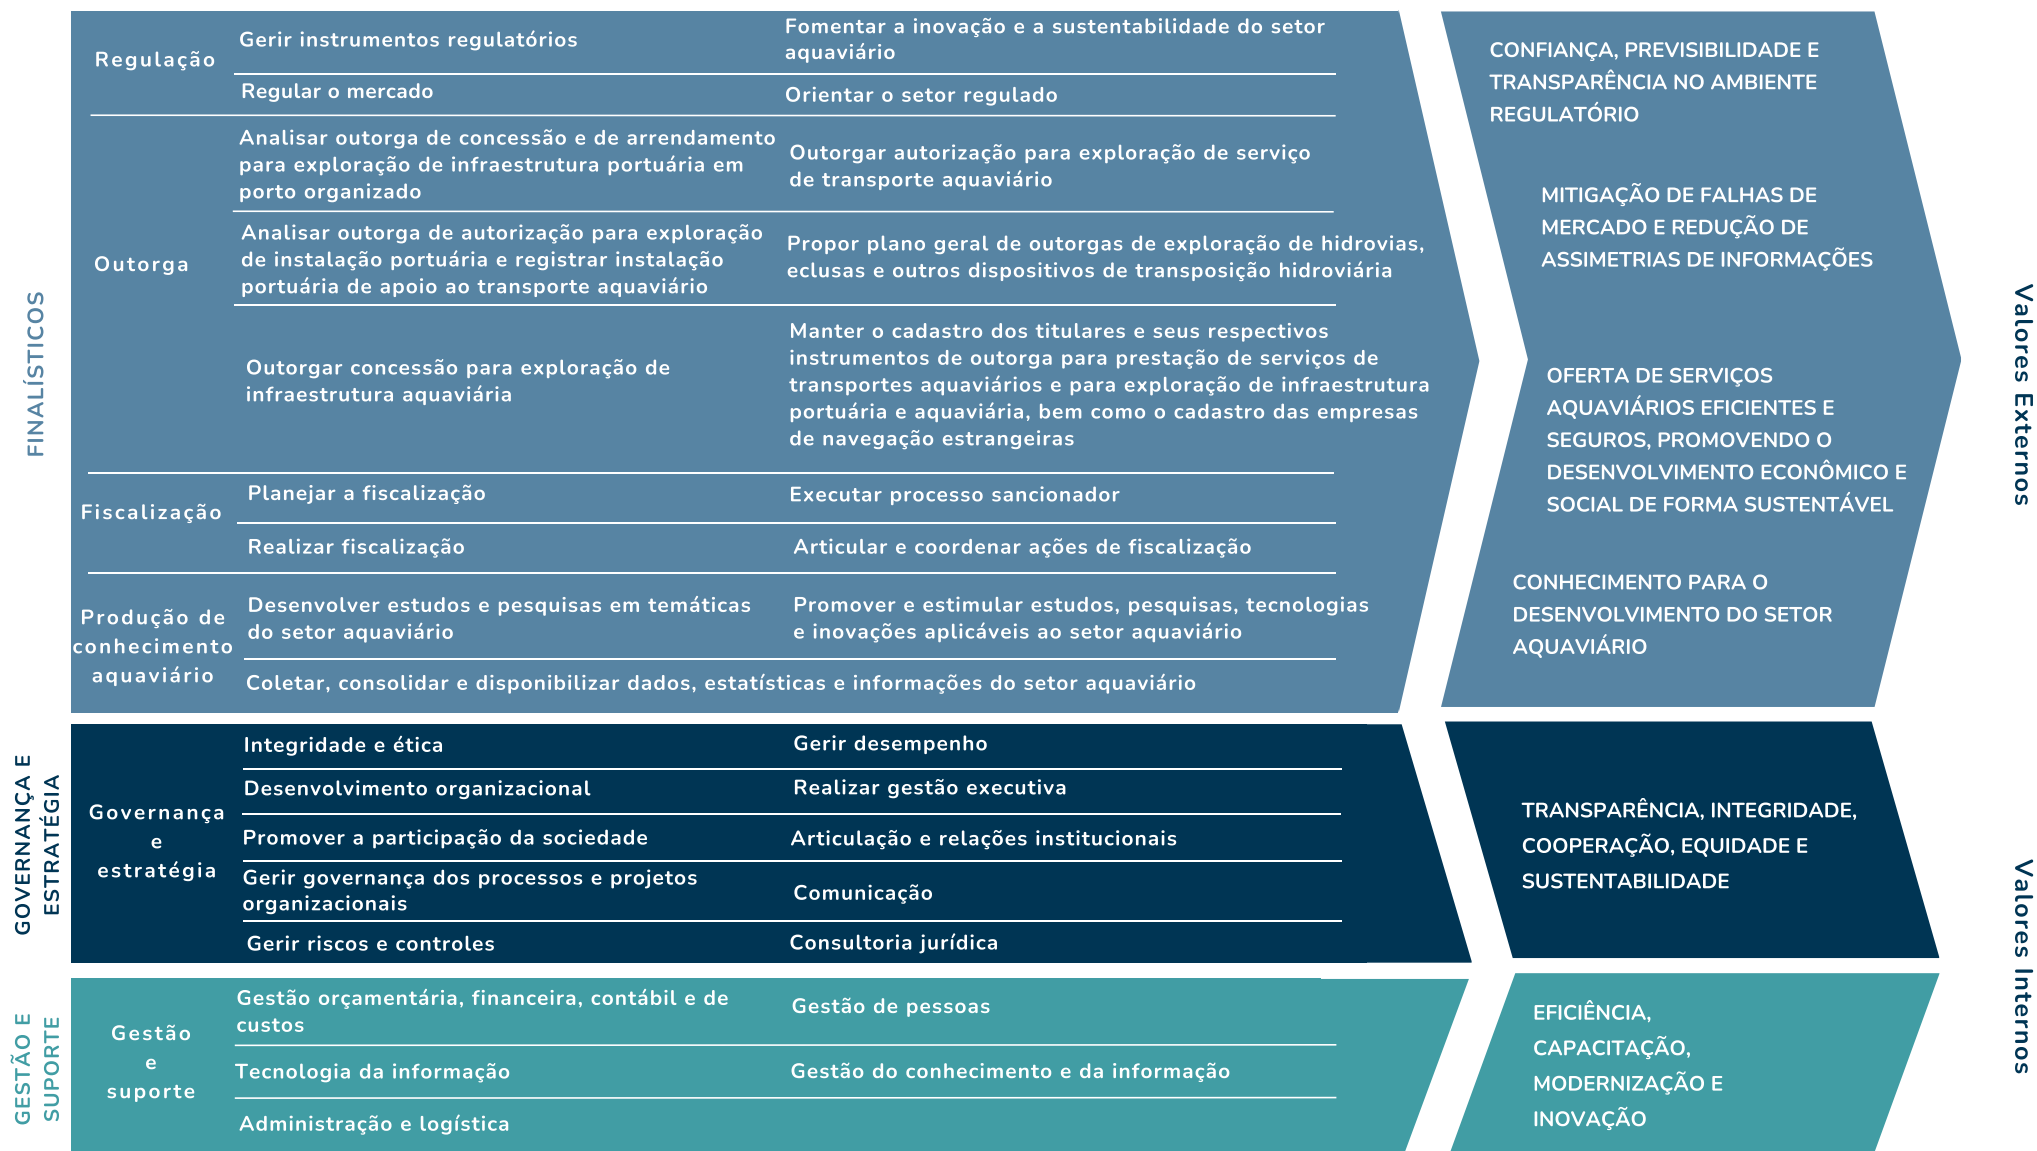 FINALÍSTICOS
Regulação
Gerir instrumentos regulatórios
Fomentar a inovação e a sustentabilidade do setor
aquaviário
Regular o mercado
Orientar o setor regulado
Outorga
Analisar outorga de concessão e de arrendamento
para exploração de infraestrutura portuária em
porto organizado
Outorgar autorização para exploração de serviço
de transporte aquaviário
Analisar outorga de autorização para exploração
de instalação portuária e registrar instalação
portuária de apoio ao transporte aquaviário
Propor plano geral de outorgas de exploração de hidrovias,
eclusas e outros dispositivos de transposição hidroviária
Outorgar concessão para exploração de
infraestrutura aquaviária
Manter o cadastro dos titulares e seus respectivos
instrumentos de outorga para prestação de serviços de
transportes aquaviários e para exploração de infraestrutura
portuária e aquaviária, bem como o cadastro das empresas
de navegação estrangeiras
Fiscalização
Planejar a fiscalização
Executar processo sancionador
Realizar fiscalização
Articular e coordenar ações de fiscalização
Produção de
conhecimento
aquaviário
Desenvolver estudos e pesquisas em temáticas
do setor aquaviário
Promover e estimular estudos, pesquisas, tecnologias
e inovações aplicáveis ao setor aquaviário
Coletar, consolidar e disponibilizar dados, estatísticas e informações do setor aquaviário
CONFIANÇA, PREVISIBILIDADE E
TRANSPARÊNCIA NO AMBIENTE
REGULATÓRIO
MITIGAÇÃO DE FALHAS DE
MERCADO E REDUÇÃO DE
ASSIMETRIAS DE INFORMAÇÕES
OFERTA DE SERVIÇOS
AQUAVIÁRIOS EFICIENTES E
SEGUROS, PROMOVENDO O
DESENVOLVIMENTO ECONÔMICO E
SOCIAL DE FORMA SUSTENTÁVEL
CONHECIMENTO PARA O
DESENVOLVIMENTO DO SETOR
AQUAVIÁRIO
Valores Externos
GOVERNANÇA E
ESTRATÉGIA
Governança
e
estratégia
Integridade e ética
Gerir desempenho
Desenvolvimento organizacional
Realizar gestão executiva
Promover a participação da sociedade
Articulação e relações institucionais
Gerir governança dos processos e projetos
organizacionais
Comunicação
Gerir riscos e controles
Consultoria jurídica
TRANSPARÊNCIA, INTEGRIDADE,
COOPERAÇÃO, EQUIDADE E
SUSTENTABILIDADE
Valores Internos
GESTÃO E
SUPORTE
Gestão
e
suporte
Gestão orçamentária, financeira, contábil e de
custos
Gestão de pessoas
Tecnologia da informação
Gestão do conhecimento e da informação
Administração e logística
EFICIÊNCIA,
CAPACITAÇÃO,
MODERNIZAÇÃO E
INOVAÇÃO